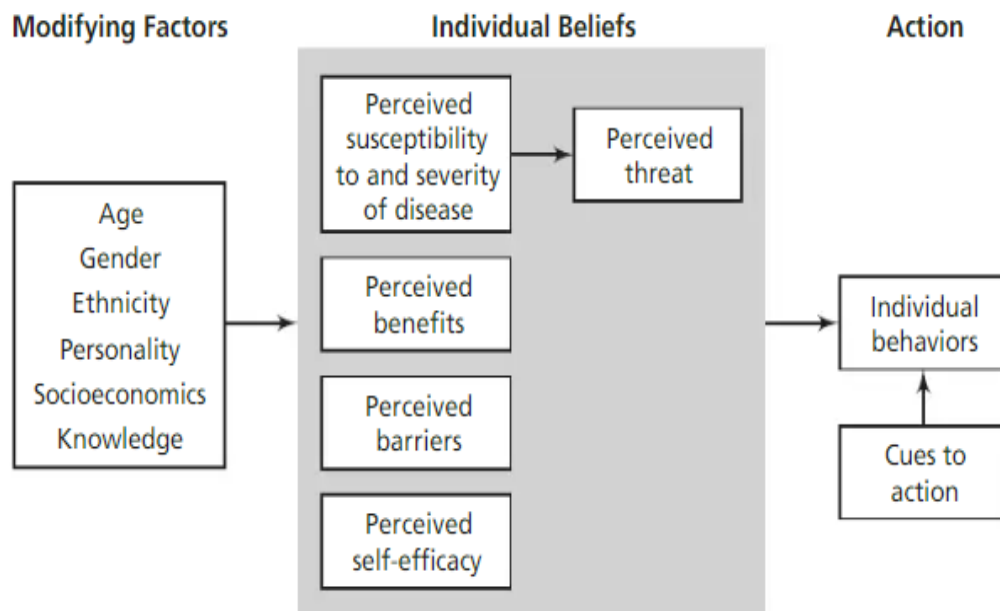 Modifying Factors
Individual Beliefs
Action
Age
Gender
Ethnicity
Personality
Socioeconomics
Knowledge
Perceived
susceptibility
to and severity
of disease
Perceived
threat
Perceived
benefits
Perceived
barriers
Perceived
self-efficacy
Individual
behaviors
Cues to
action